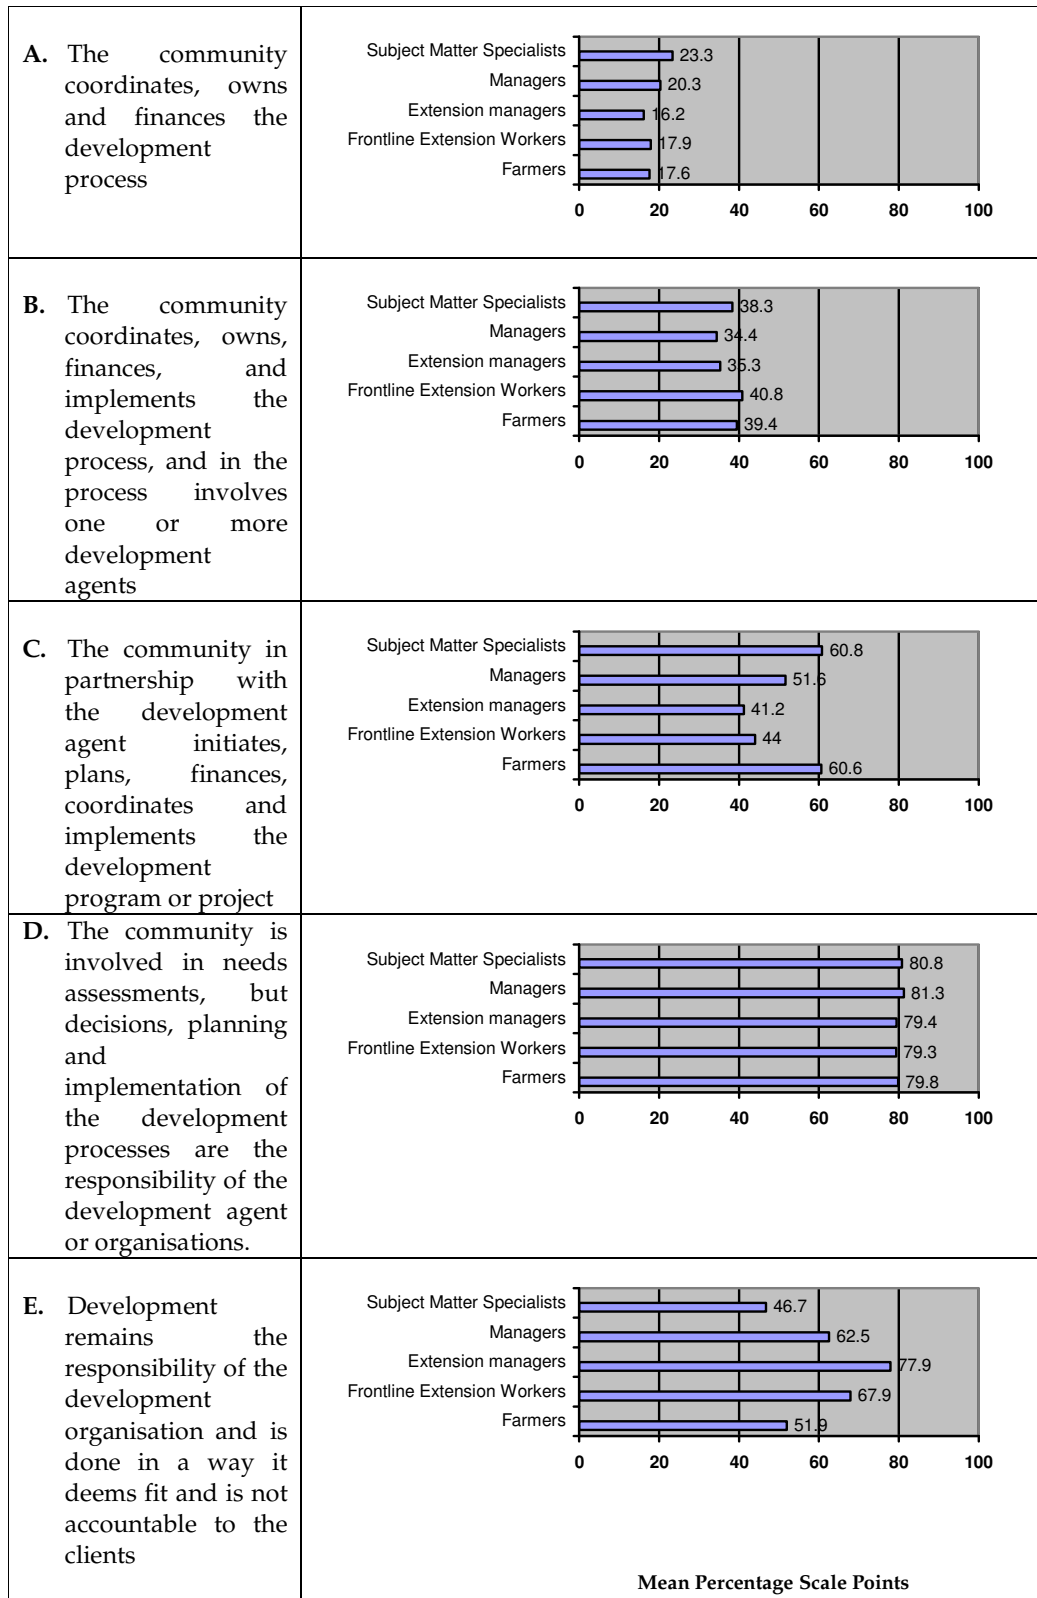 A. The community
coordinates, owns
and finances the
development
process
Subject Matter Specialists 23.3
Managers 20.3
Extension managers 16.2
Frontline Extension Workers 17.9
Farmers 17.6
0 20 40 60 80 100
B. The community
coordinates, owns,
finances, and
implements the
development
process, and in the
process involves
one or more
development
agents
Subject Matter Specialists 38.3
Managers 34.4
Extension managers 35.3
Frontline Extension Workers 40.8
Farmers 39.4
0 20 40 60 80 100
C. The community in
partnership with
the development
agent initiates,
plans, finances,
coordinates and
implements the
development
program or project
Subject Matter Specialists 60.8
Managers 51.6
Extension managers 41.2
Frontline Extension Workers 44
Farmers 60.6
0 20 40 60 80 100
D. The community is
involved in needs
assessments, but
decisions, planning
and
implementation of
the development
processes are the
responsibility of the
development agent
or organisations.
Subject Matter Specialists 80.8
Managers 81.3
Extension managers 79.4
Frontline Extension Workers 79.3
Farmers 79.8
0 20 40 60 80 100
E. Development
remains the
responsibility of the
development
organisation and is
done in a way it
deems fit and is not
accountable to the
clients
Subject Matter Specialists 46.7
Managers 62.5
Extension managers 77.9
Frontline Extension Workers 67.9
Farmers 51.9
0 20 40 60 80 100
Mean Percentage Scale Points